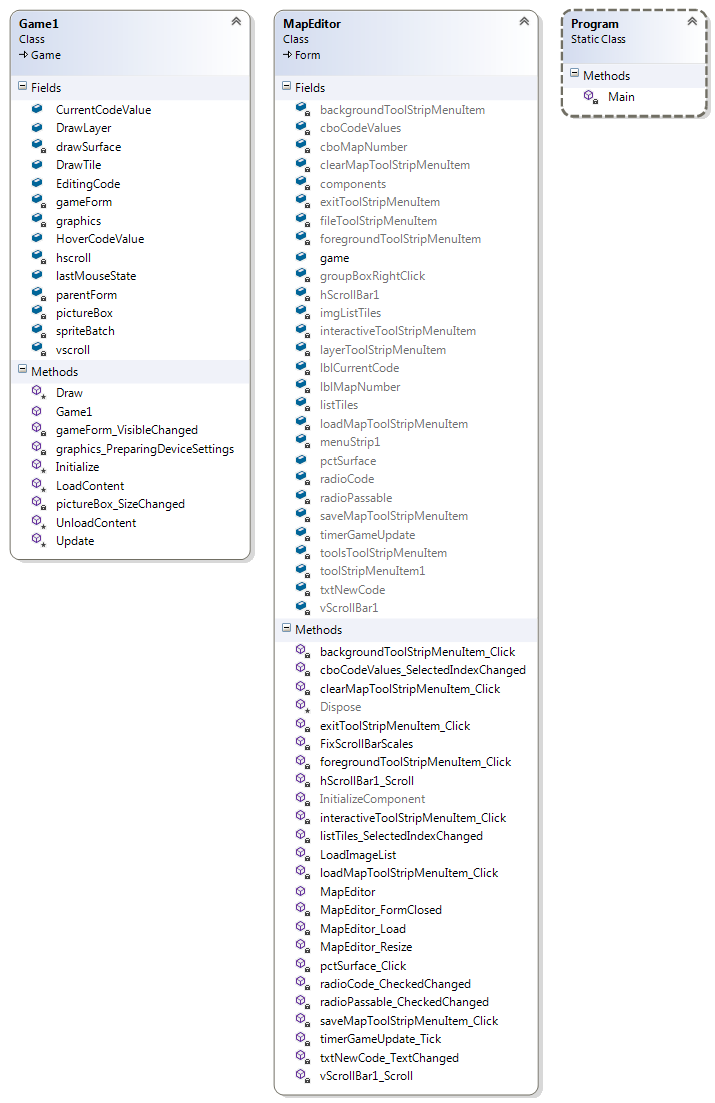 Game1
Class
Game
Fields
CurrentCodeValue
DrawLayer
drawSurface
DrawTile
EditingCode
gameForm
graphics
HoverCodeValue
hscroll
lastMouseState
parentForm
pictureBox
spriteBatch
vscroll
Methods
Draw
Game1
gameForm_VisibleChanged
graphics_PreparingDeviceSettings
Initialize
LoadContent
pictureBox_SizeChanged
UnloadContent
Update
MapEditor
Class
Form
Fields
backgroundToolStripMenuItem
cboCodeValues
cboMapNumber
clearMapToolStripMenuItem
components
exitToolStripMenuItem
fileToolStripMenuItem
foregroundToolStripMenuItem
game
groupBoxRightClick
hScrollBar1
imgListTiles
interactiveToolStripMenuItem
layerToolStripMenuItem
lblCurrentCode
lblMapNumber
listTiles
loadMapToolStripMenuItem
menuStrip1
pctSurface
radioCode
radioPassable
saveMapToolStripMenuItem
timerGameUpdate
toolsToolStripMenuItem
toolStripMenuItem1
txtNewCode
vScrollBar1
Methods
backgroundToolStripMenuItem_Click
cboCodeValues_SelectedIndexChanged
clearMapToolStripMenuItem_Click
Dispose
exitToolStripMenuItem_Click
FixScrollBarScales
foregroundToolStripMenuItem_Click
hScrollBar1_Scroll
InitializeComponent
interactiveToolStripMenuItem_Click
listTiles_SelectedIndexChanged
LoadImageList
loadMapToolStripMenuItem_Click
MapEditor
MapEditor_FormClosed
MapEditor_Load
MapEditor_Resize
pctSurface_Click
radioCode_CheckedChanged
radioPassable_CheckedChanged
saveMapToolStripMenuItem_Click
timerGameUpdate_Tick
txtNewCode_TextChanged
vScrollBar1_Scroll
Program
Static Class
Methods
Main